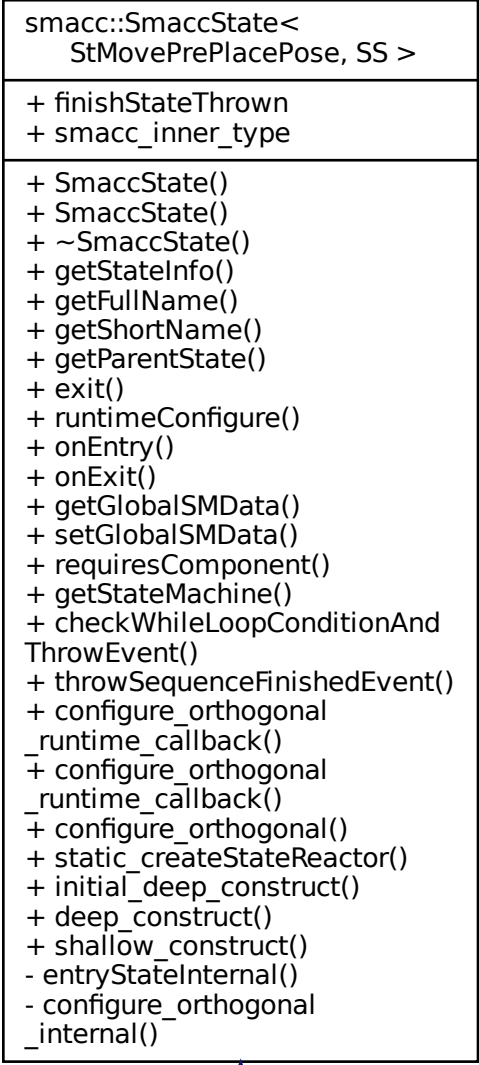 smacc::SmaccState<
StMovePrePlacePose, SS >
+ finishStateThrown
+ smacc_inner_type
+ SmaccState()
+ SmaccState()
+ ~SmaccState()
+ getStateInfo()
+ getFullName()
+ getShortName()
+ getParentState()
+ exit()
+ runtimeConfigure()
+ onEntry()
+ onExit()
+ getGlobalSMData()
+ setGlobalSMData()
+ requiresComponent()
+ getStateMachine()
+ checkWhileLoopConditionAnd
ThrowEvent()
+ throwSequenceFinishedEvent()
+ configure_orthogonal
_runtime_callback()
+ configure_orthogonal
_runtime_callback()
+ configure_orthogonal()
+ static_createStateReactor()
+ initial_deep_construct()
+ deep_construct()
+ shallow_construct()
- entryStateInternal()
- configure_orthogonal
_internal()